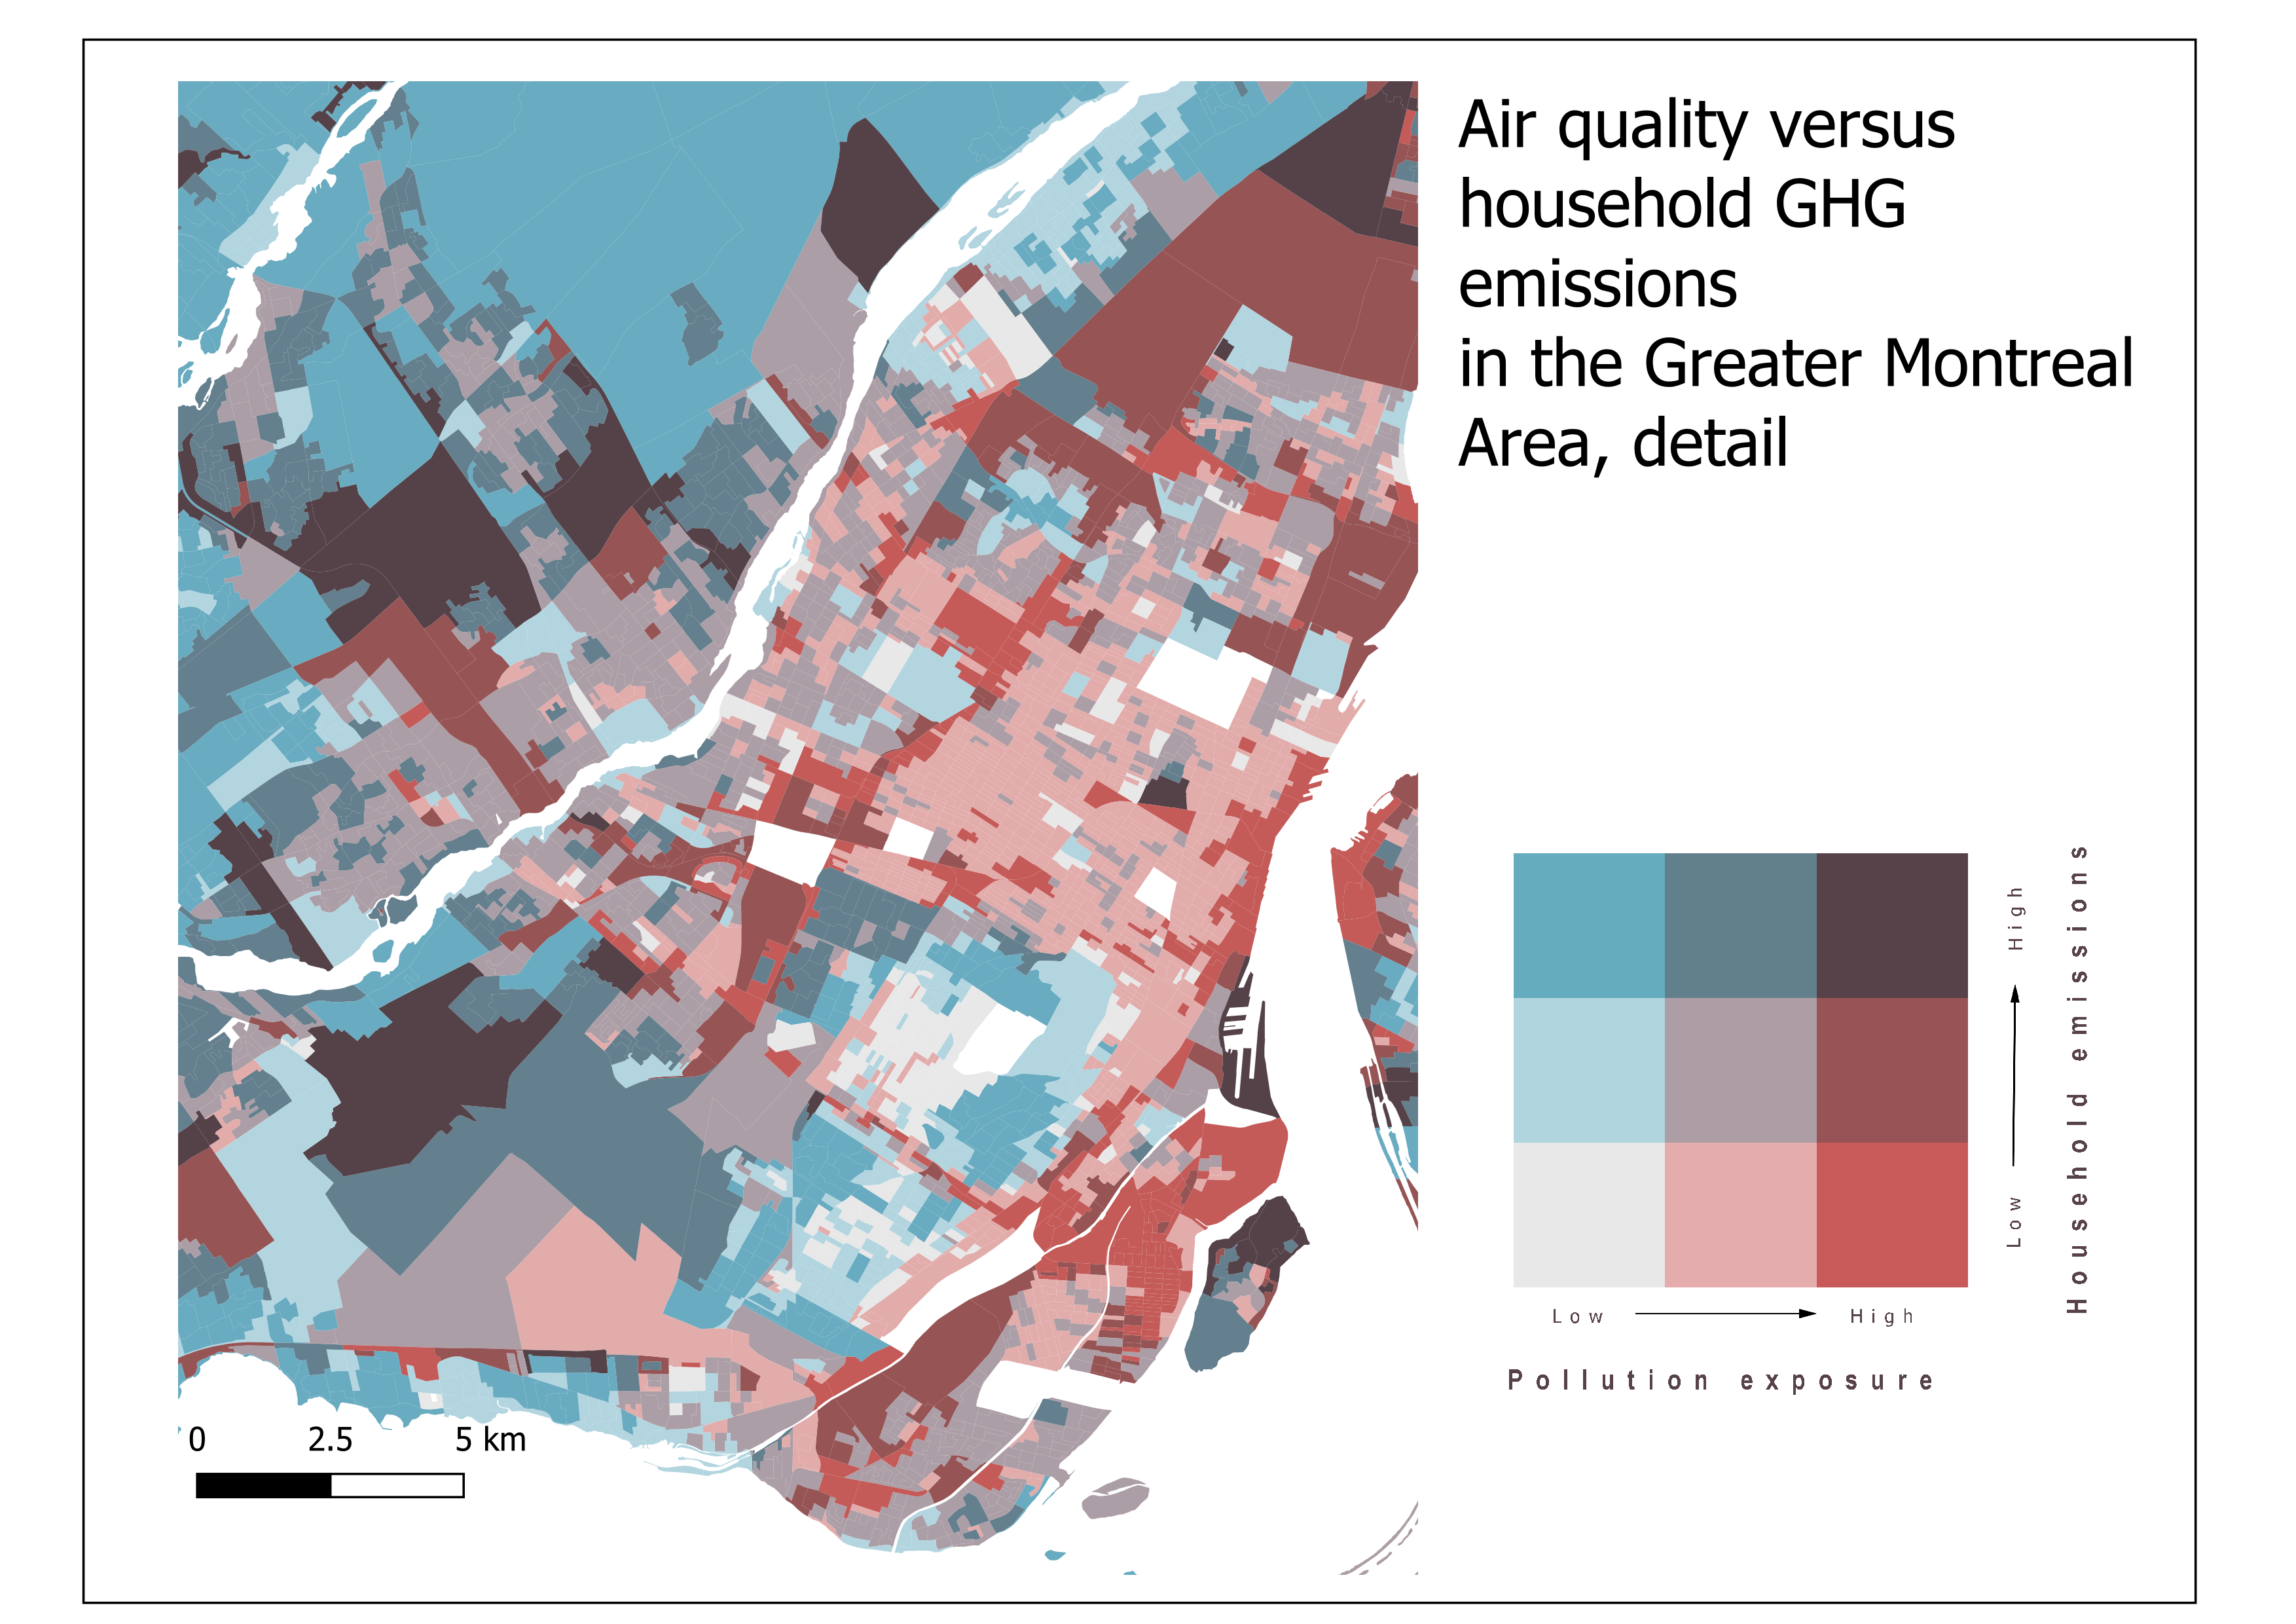 Air quality versus
household GHG
emissions
in the Greater Montreal
Area, detail
High
Low
Household emissions
Low
High
Pollution exposure
0 2.5 5 km